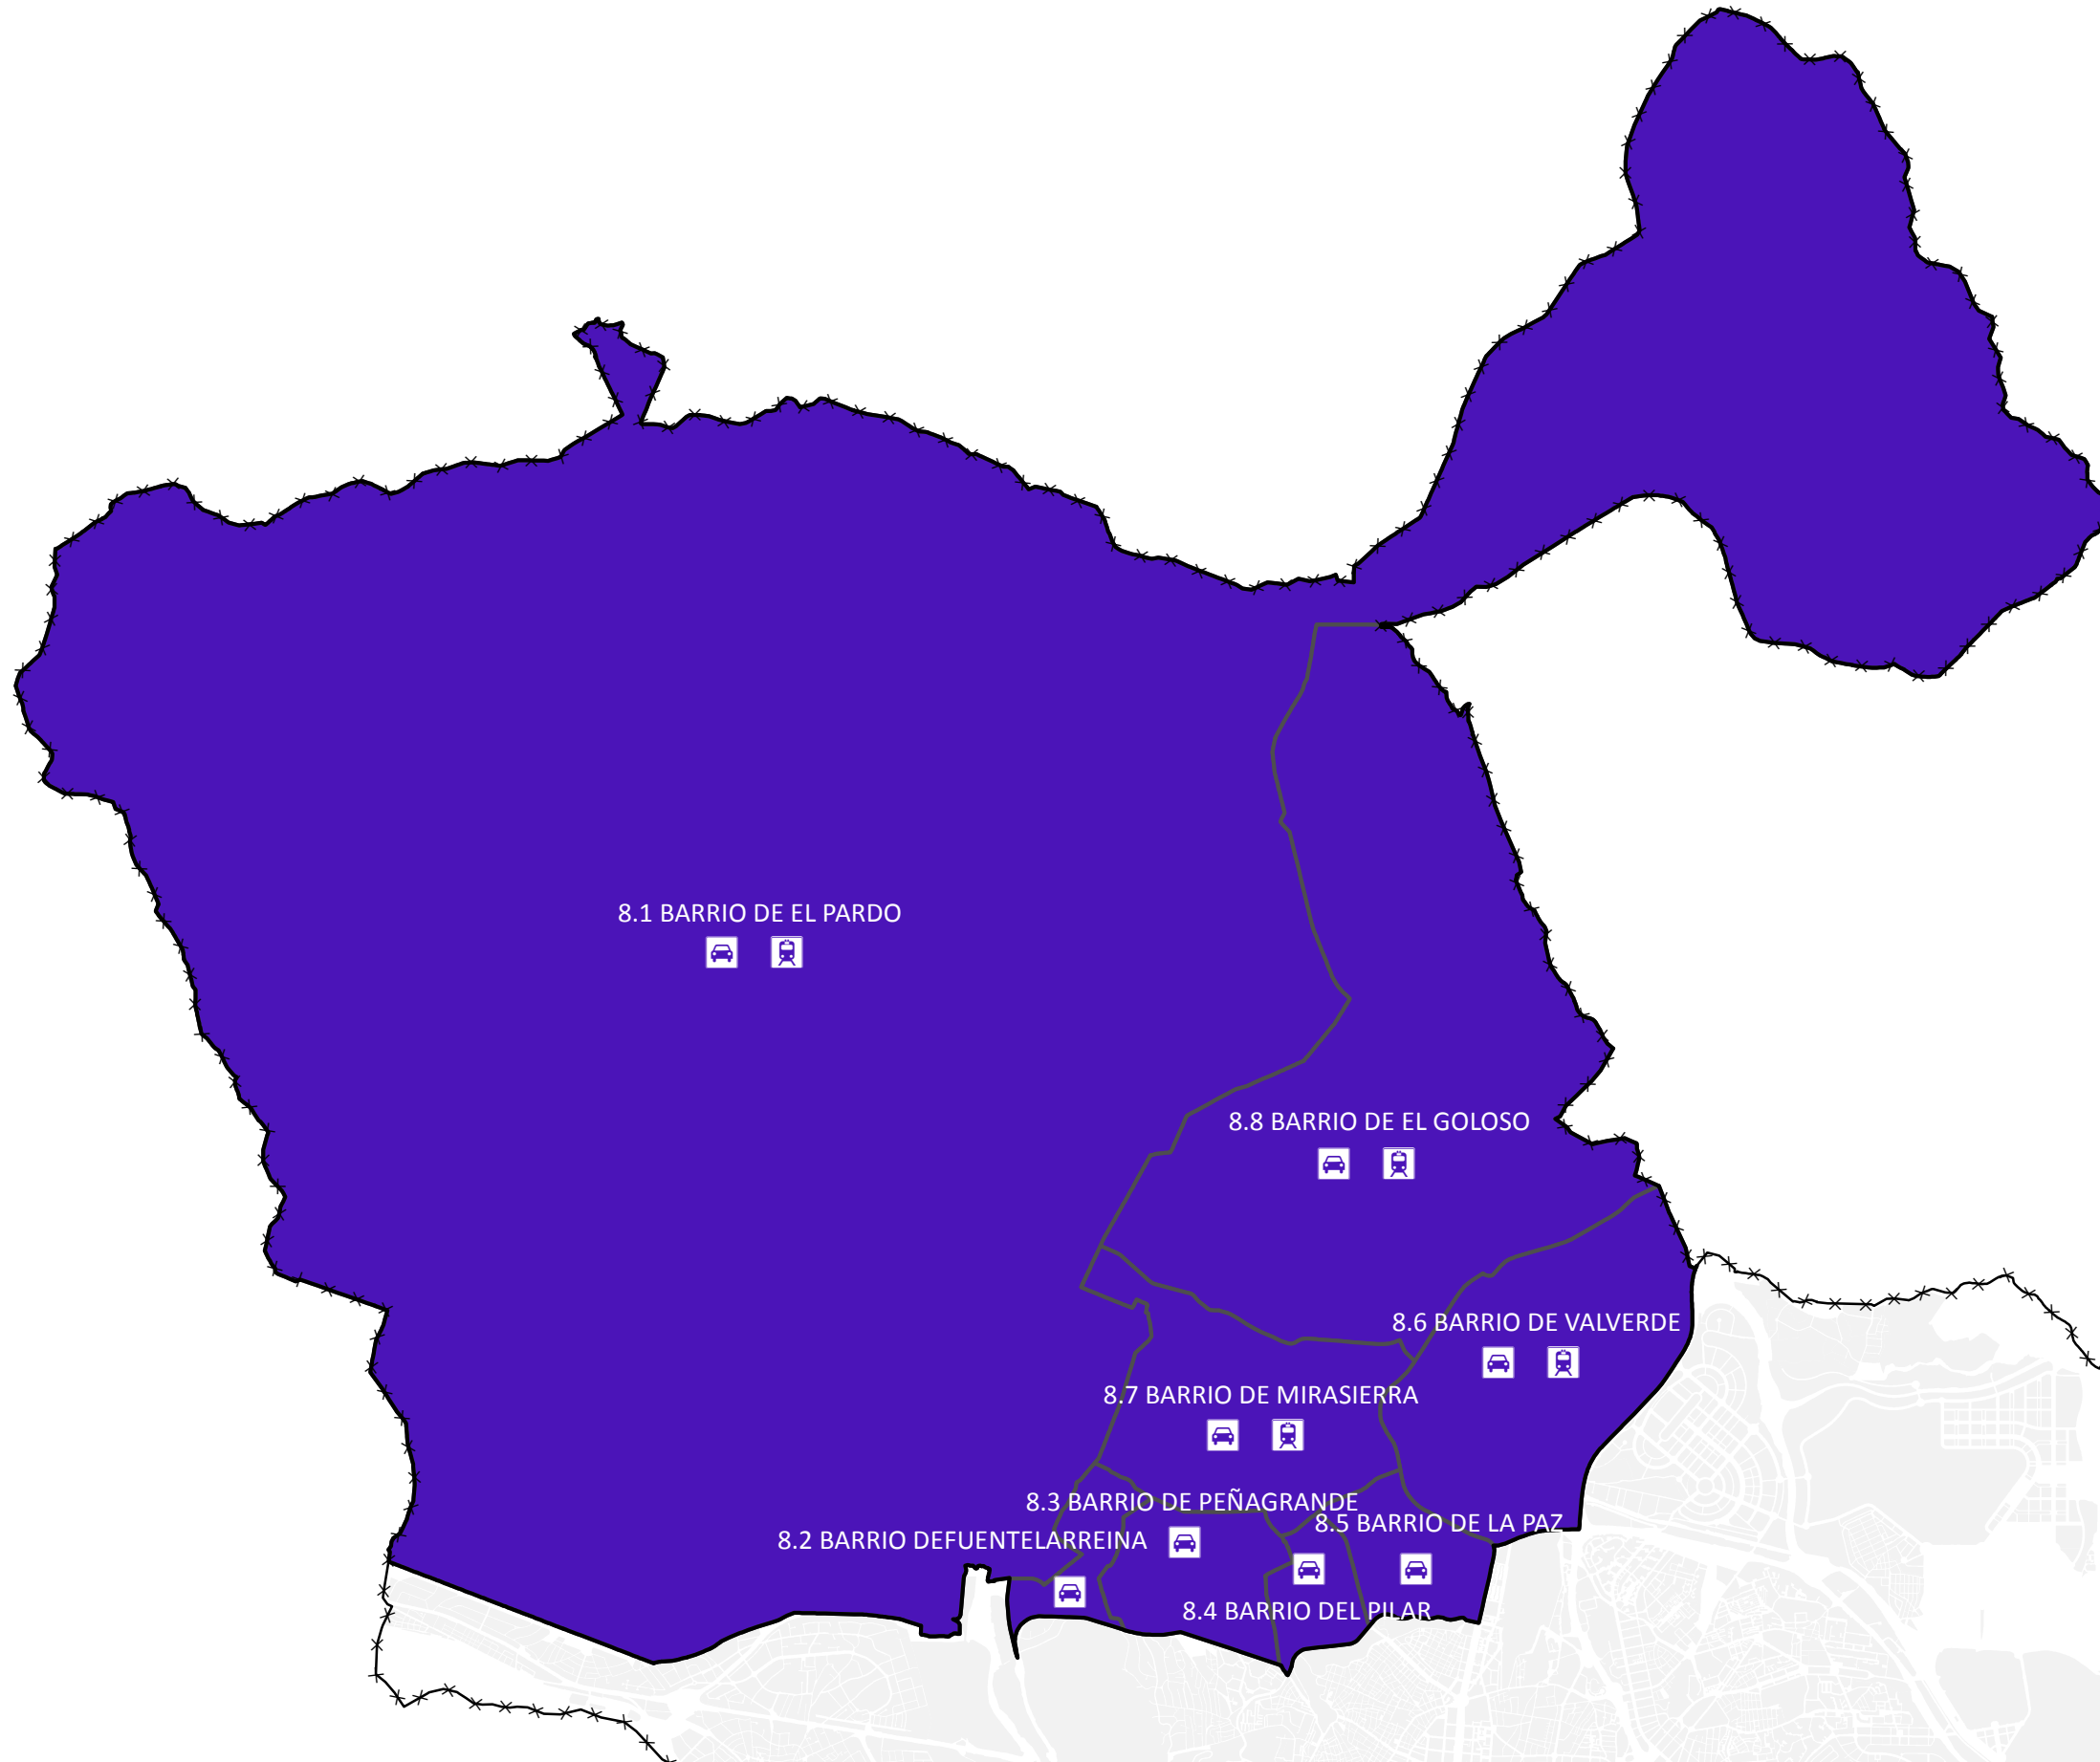 8.1 BARRIO DE EL PARDO
8.8 BARRIO DE EL GOLOSO
8.6 BARRIO DE VALVERDE
8.7 BARRIO DE MIRASIERRA
8.3 BARRIO DE PEÑAGRANDE
8.5 BARRIO DE LA PAZ
8.2 BARRIO DEFUENTELARREINA
8.4 BARRIO DEL PILAR